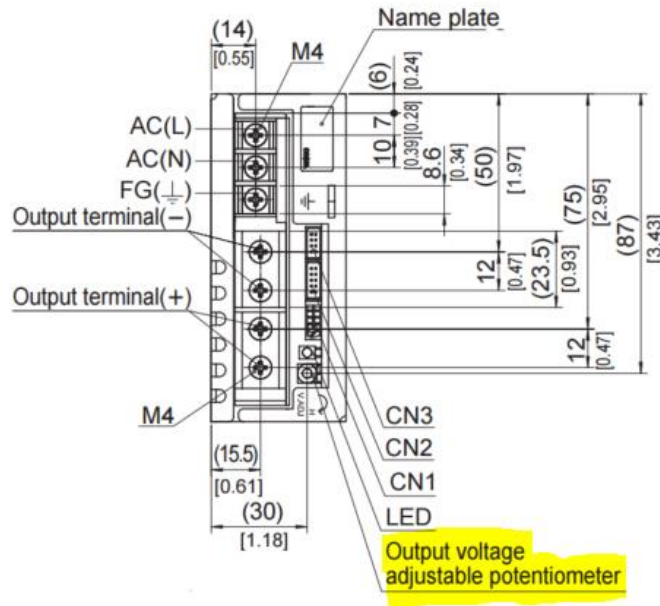 Name plate
(14)
[0.55]
M4
(6)
[0.24]
7
[0.28]
10
[0.39]
8.6
[0.34]
(50)
[1.97]
(75)
[2.95]
(87)
[3.43]
12
[0.47]
(23.5)
[0.93]
12
[0.47]
AC(L)
AC(N)
FG(⏚)
Output terminal(−)
Output terminal(+)
M4
V.ADJ
H
(15.5)
[0.61]
(30)
[1.18]
CN3
CN2
CN1
LED
Output voltage
adjustable potentiometer